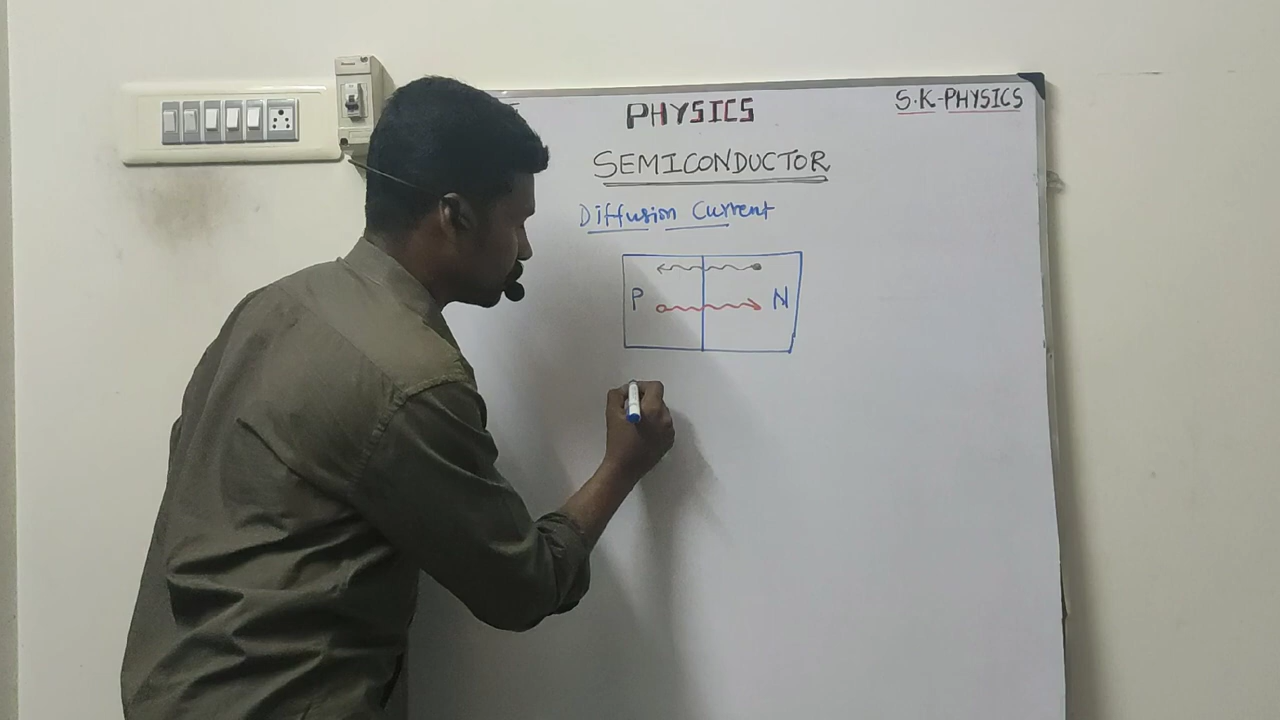 PHYSICS
S.K-PHYSICS
SEMICONDUCTOR
Diffusion Current
P N